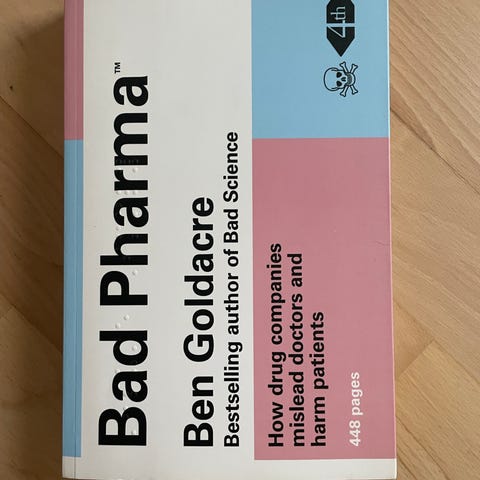 Bad Pharma™
Ben Goldacre
Bestselling author of Bad Science
How drug companies
mislead doctors and
harm patients
448 pages
4th